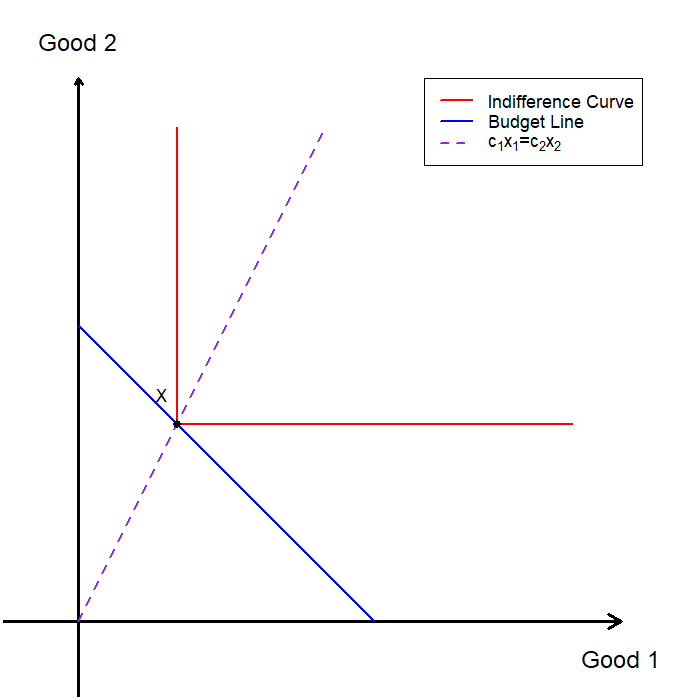 Good 2
Indifference Curve
Budget Line
c₁x₁=c₂x₂
X
Good 1